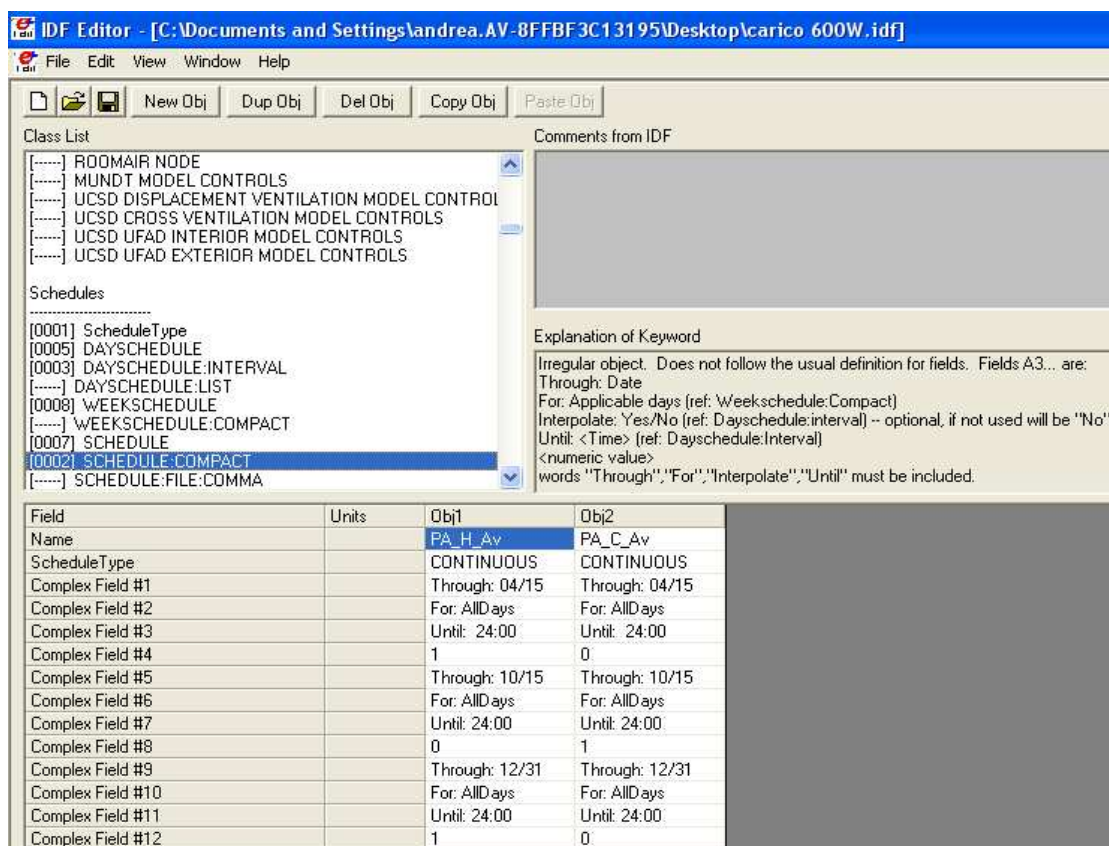 IDF Editor - [C:\Documents and Settings\andrea.AV-8FFBF3C13195\Desktop\carico 600W.idf]
File Edit View Window Help
New Obj Dup Obj Del Obj Copy Obj Paste Obj
Class List
Comments from IDF
[------] ROOMAIR NODE
[------] MUNDT MODEL CONTROLS
[------] UCSD DISPLACEMENT VENTILATION MODEL CONTROL
[------] UCSD CROSS VENTILATION MODEL CONTROLS
[------] UCSD UFAD INTERIOR MODEL CONTROLS
[------] UCSD UFAD EXTERIOR MODEL CONTROLS
Schedules
--------------------------
[0001] ScheduleType
[0005] DAYSCHEDULE
[0003] DAYSCHEDULE:INTERVAL
[------] DAYSCHEDULE:LIST
[0008] WEEKSCHEDULE
[------] WEEKSCHEDULE:COMPACT
[0007] SCHEDULE
[0002] SCHEDULE:COMPACT
[------] SCHEDULE:FILE:COMMA
Explanation of Keyword
Irregular object. Does not follow the usual definition for fields. Fields A3... are:
Through: Date
For: Applicable days (ref: Weekschedule:Compact)
Interpolate: Yes/No (ref: Dayschedule:interval) -- optional, if not used will be "No"
Until: <Time> (ref: Dayschedule:Interval)
<numeric value>
words "Through","For","Interpolate","Until" must be included.
Field Units Obj1 Obj2
Name PA_H_Av PA_C_Av
ScheduleType CONTINUOUS CONTINUOUS
Complex Field #1 Through: 04/15 Through: 04/15
Complex Field #2 For: AllDays For: AllDays
Complex Field #3 Until: 24:00 Until: 24:00
Complex Field #4 1 0
Complex Field #5 Through: 10/15 Through: 10/15
Complex Field #6 For: AllDays For: AllDays
Complex Field #7 Until: 24:00 Until: 24:00
Complex Field #8 0 1
Complex Field #9 Through: 12/31 Through: 12/31
Complex Field #10 For: AllDays For: AllDays
Complex Field #11 Until: 24:00 Until: 24:00
Complex Field #12 1 0